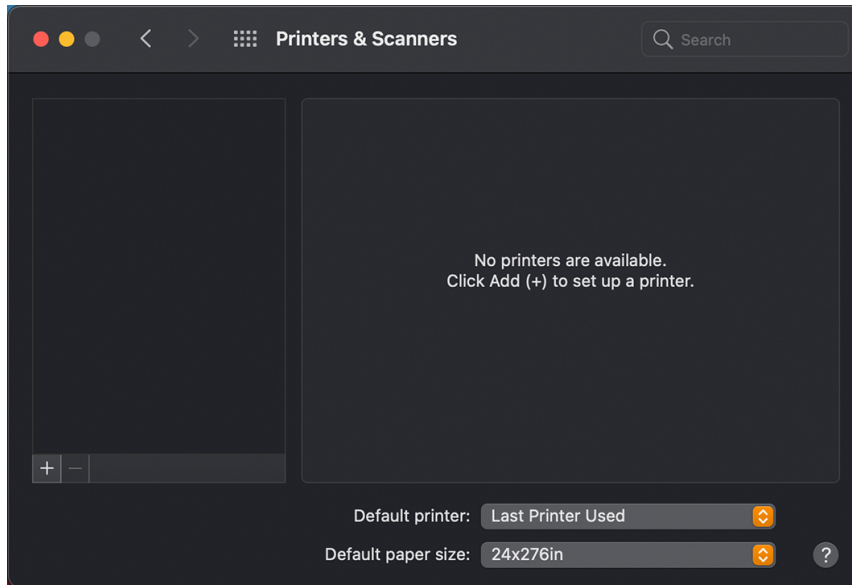 Printers & Scanners
Search
No printers are available.
Click Add (+) to set up a printer.
Default printer: Last Printer Used
Default paper size: 24x276in
?